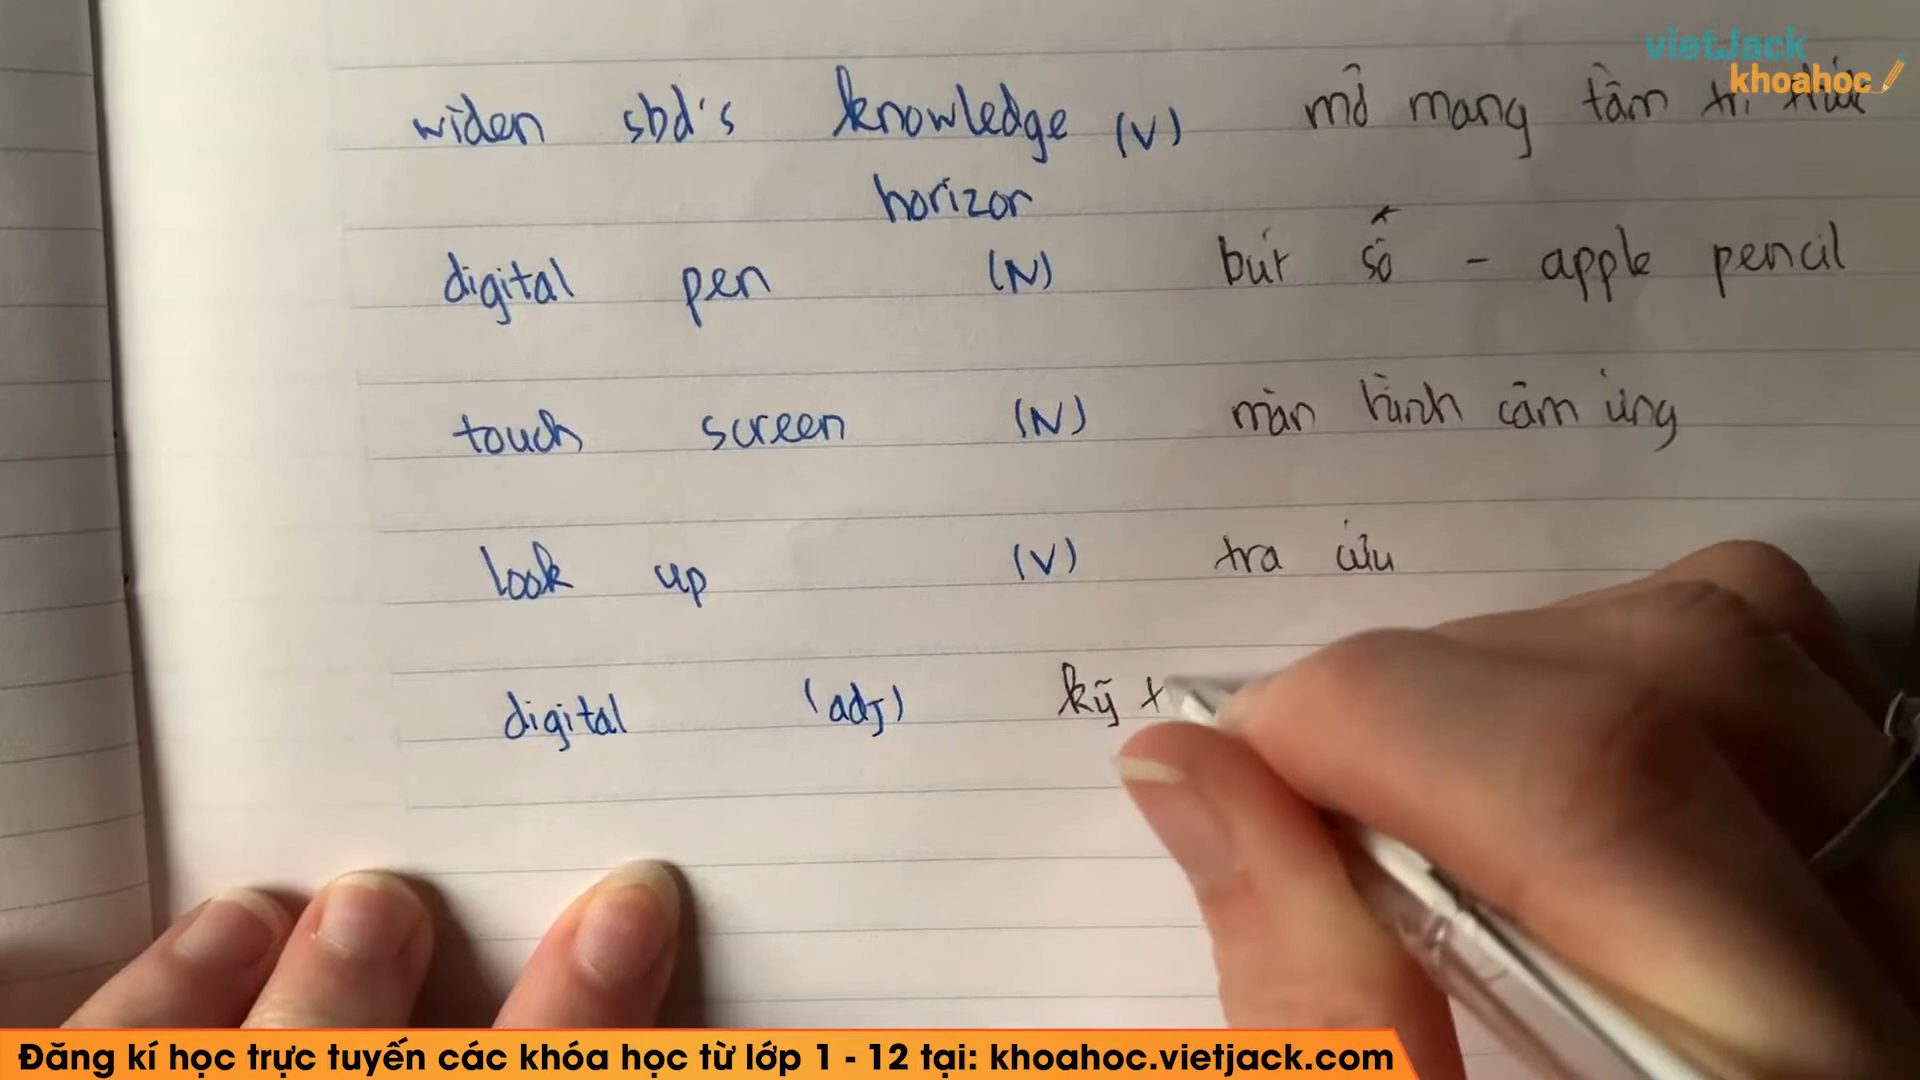 vietJack
khoahoc
widen sbd's knowledge (V) mở mang tầm tri thức
horizon
digital pen (N) bút số - apple pencil
touch screen (N) màn hình cảm ứng
look up (V) tra cứu
digital (adj) kỹ t
Đăng kí học trực tuyến các khóa học từ lớp 1 - 12 tại: khoahoc.vietjack.com